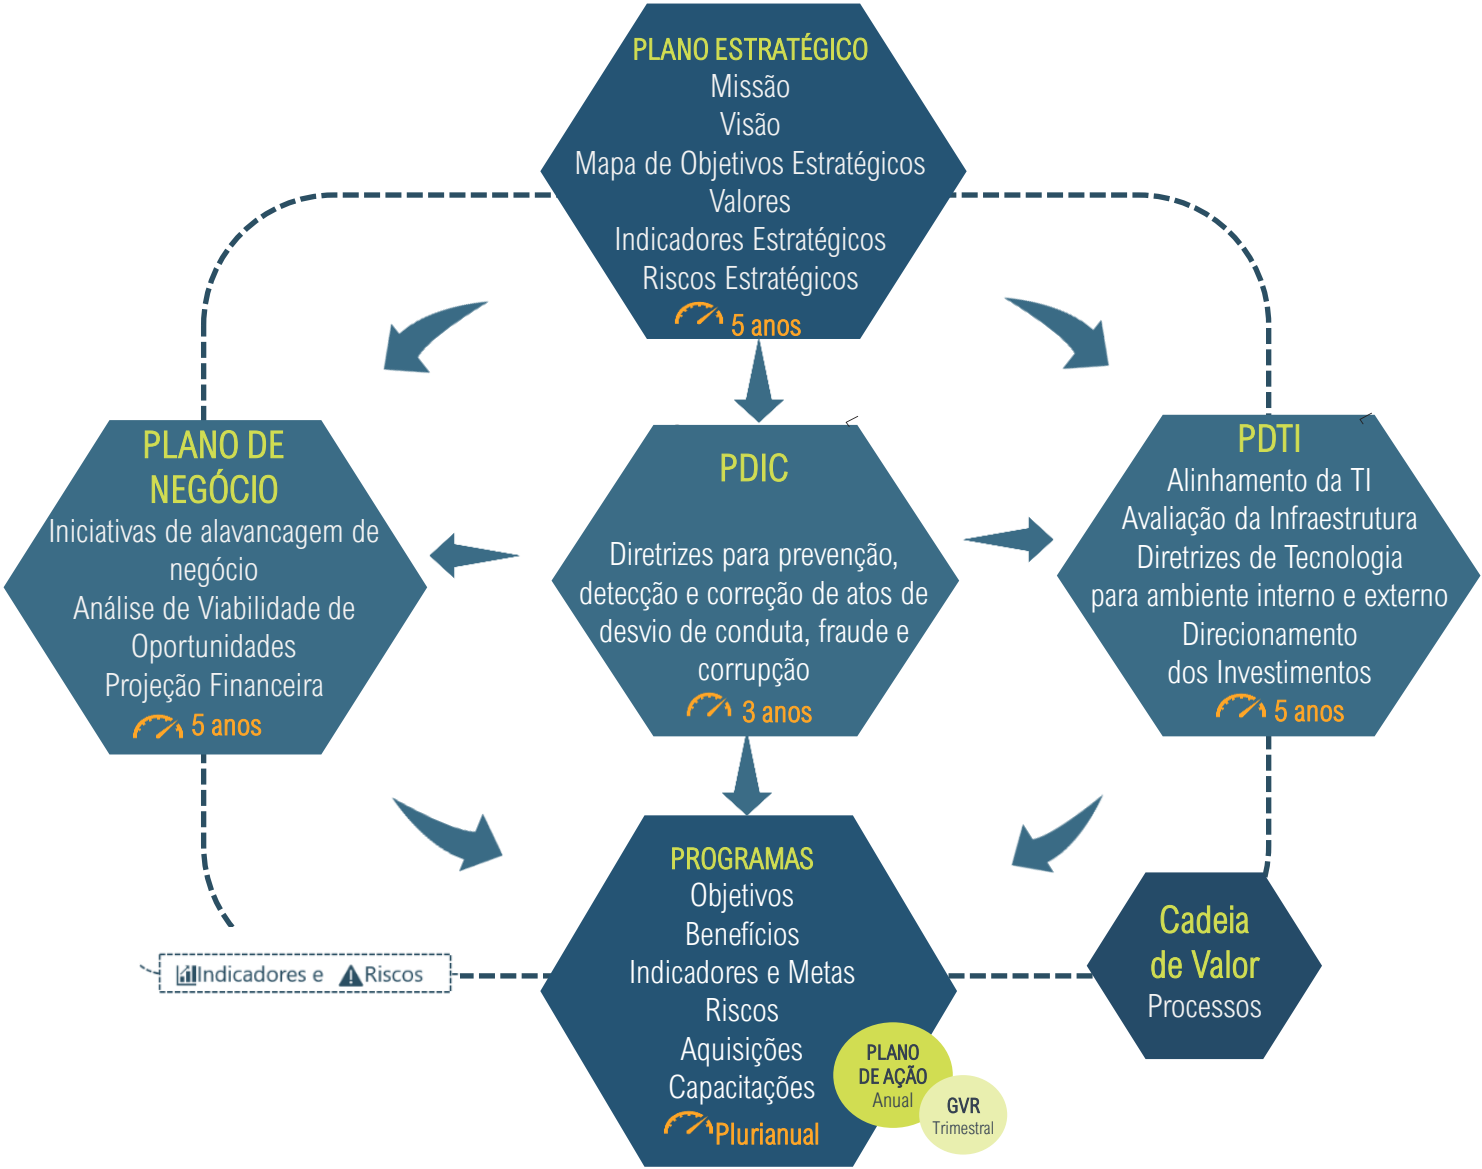 PLANO ESTRATÉGICO
Missão
Visão
Mapa de Objetivos Estratégicos
Valores
Indicadores Estratégicos
Riscos Estratégicos
5 anos
PLANO DE
NEGÓCIO
Iniciativas de alavancagem de
negócio
Análise de Viabilidade de
Oportunidades
Projeção Financeira
5 anos
PDIC
Diretrizes para prevenção,
detecção e correção de atos de
desvio de conduta, fraude e
corrupção
3 anos
PDTI
Alinhamento da TI
Avaliação da Infraestrutura
Diretrizes de Tecnologia
para ambiente interno e externo
Direcionamento
dos Investimentos
5 anos
Indicadores e Riscos
PROGRAMAS
Objetivos
Benefícios
Indicadores e Metas
Riscos
Aquisições
Capacitações
Plurianual
PLANO
DE AÇÃO
Anual
GVR
Trimestral
Cadeia
de Valor
Processos